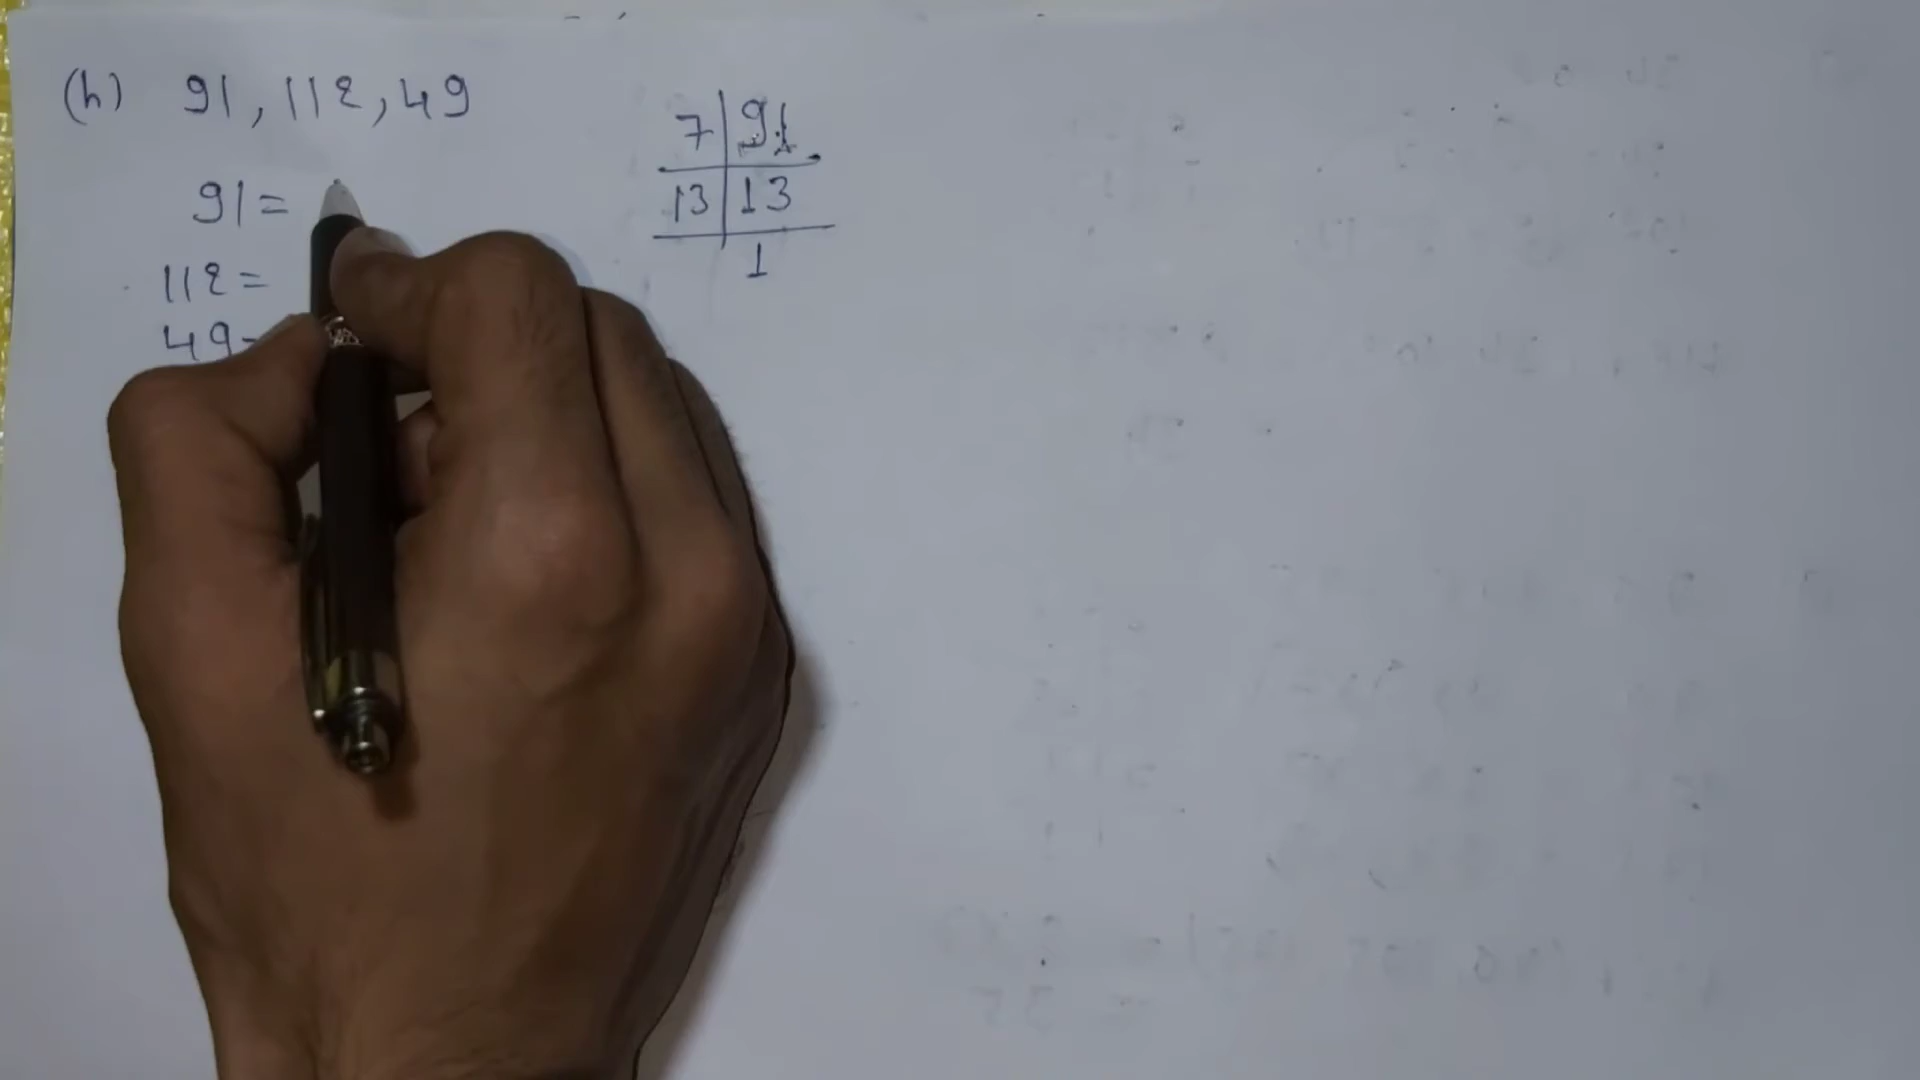 (h) 91, 112, 49
91=
112=
49=
7 | 91
13 | 13
1